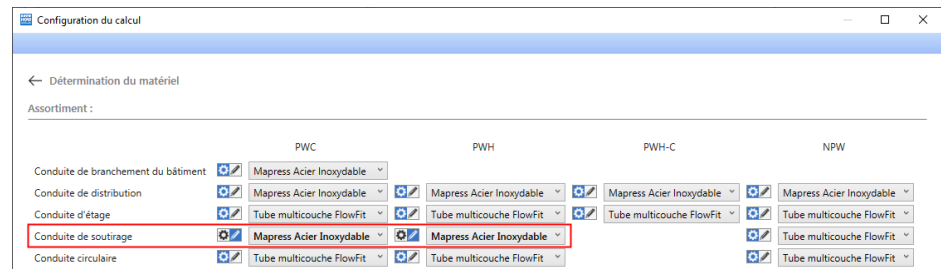 Configuration du calcul
← Détermination du matériel
Assortiment :
PWC PWH PWH-C NPW
Conduite de branchement du bâtiment Mapress Acier Inoxydable
Conduite de distribution Mapress Acier Inoxydable Mapress Acier Inoxydable Mapress Acier Inoxydable Mapress Acier Inoxydable
Conduite d'étage Tube multicouche FlowFit Tube multicouche FlowFit Tube multicouche FlowFit Tube multicouche FlowFit
Conduite de soutirage Mapress Acier Inoxydable Mapress Acier Inoxydable Tube multicouche FlowFit
Conduite circulaire Tube multicouche FlowFit Tube multicouche FlowFit Tube multicouche FlowFit